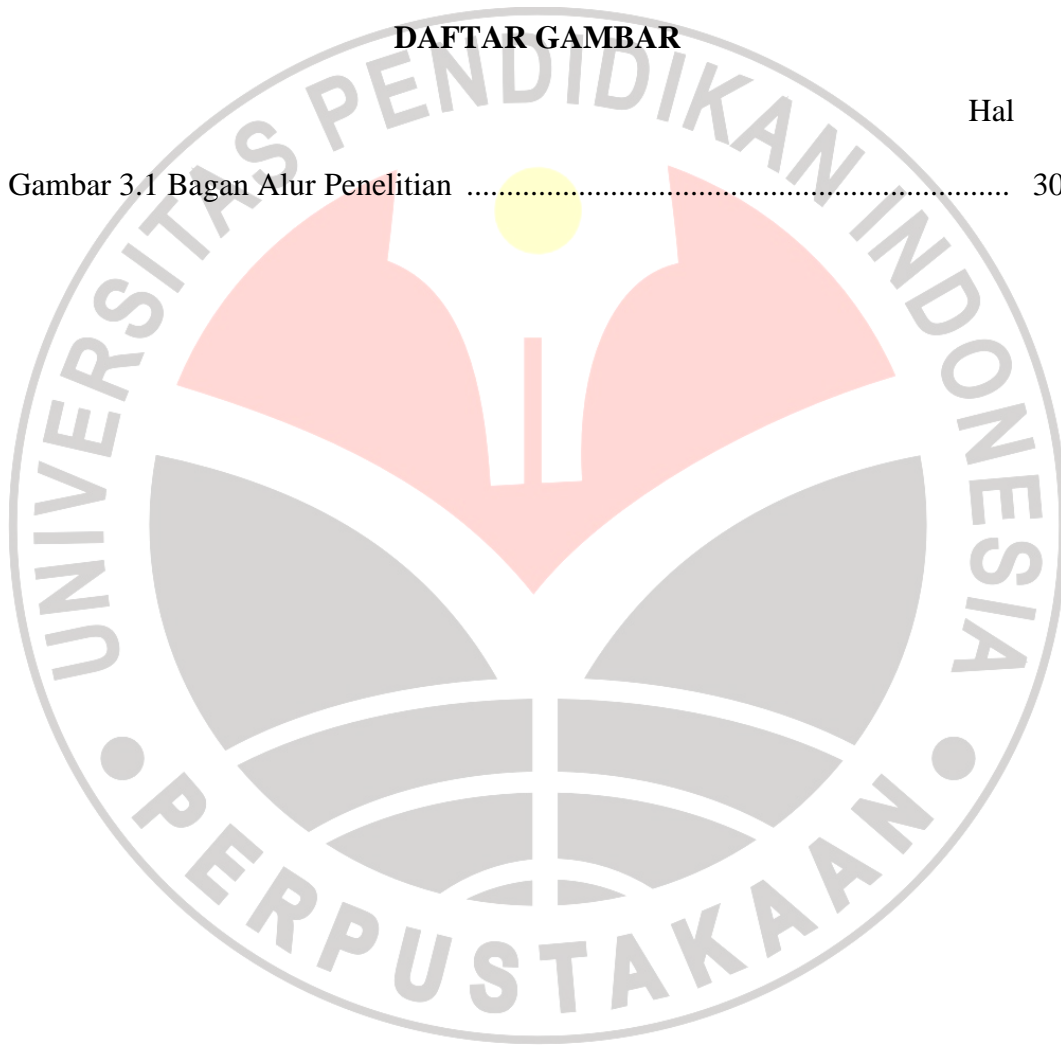 DAFTAR GAMBAR
Hal
Gambar 3.1 Bagan Alur Penelitian ...................................................................... 30
UNIVERSITAS PENDIDIKAN INDONESIA
PERPUSTAKAAN